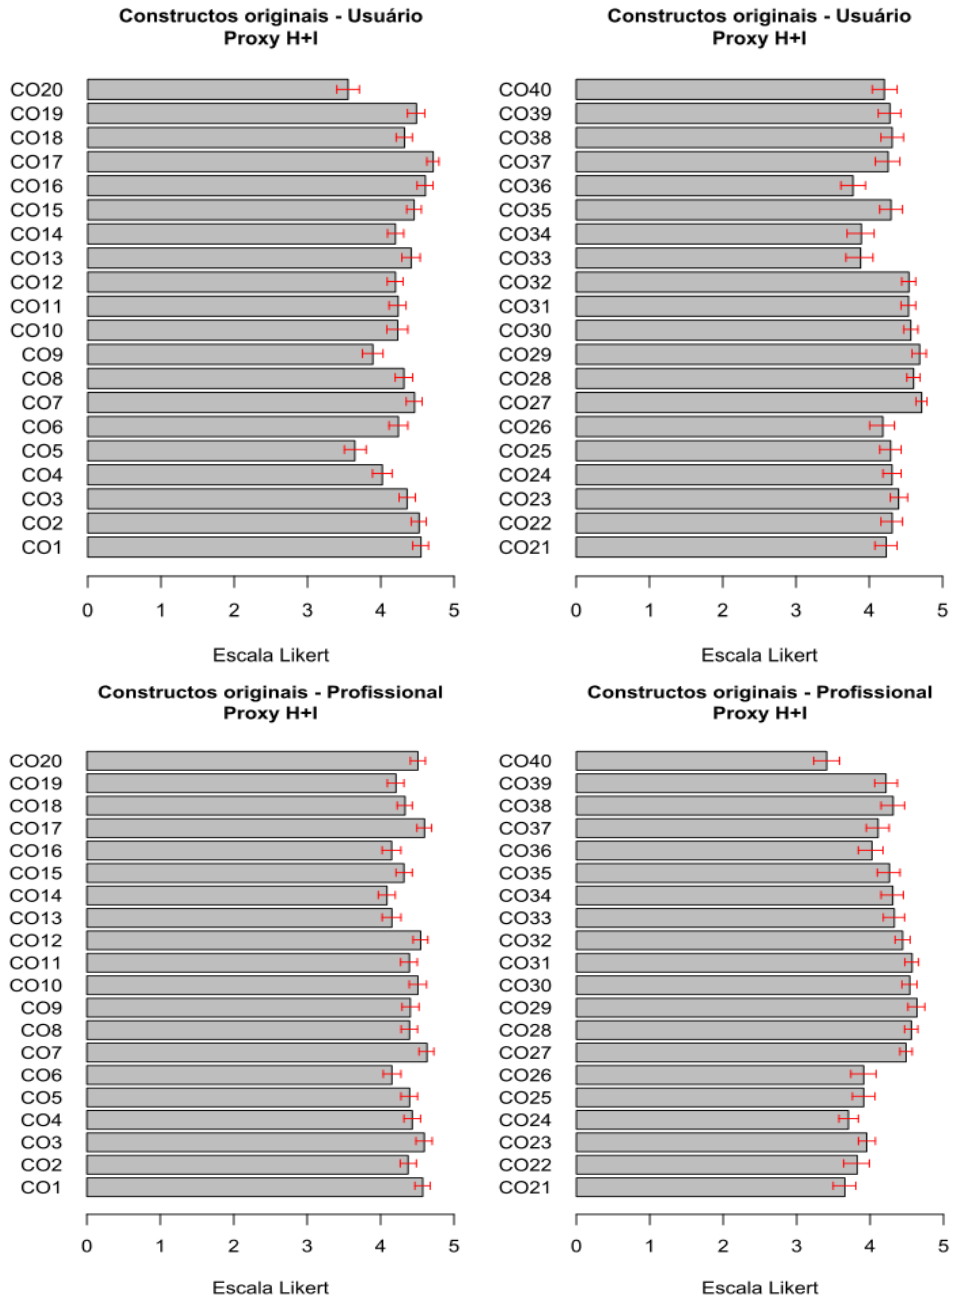 Constructos originais - Usuário
Proxy H+I
CO20
CO19
CO18
CO17
CO16
CO15
CO14
CO13
CO12
CO11
CO10
CO9
CO8
CO7
CO6
CO5
CO4
CO3
CO2
CO1
0 1 2 3 4 5
Escala Likert
Constructos originais - Usuário
Proxy H+I
CO40
CO39
CO38
CO37
CO36
CO35
CO34
CO33
CO32
CO31
CO30
CO29
CO28
CO27
CO26
CO25
CO24
CO23
CO22
CO21
0 1 2 3 4 5
Escala Likert
Constructos originais - Profissional
Proxy H+I
CO20
CO19
CO18
CO17
CO16
CO15
CO14
CO13
CO12
CO11
CO10
CO9
CO8
CO7
CO6
CO5
CO4
CO3
CO2
CO1
0 1 2 3 4 5
Escala Likert
Constructos originais - Profissional
Proxy H+I
CO40
CO39
CO38
CO37
CO36
CO35
CO34
CO33
CO32
CO31
CO30
CO29
CO28
CO27
CO26
CO25
CO24
CO23
CO22
CO21
0 1 2 3 4 5
Escala Likert